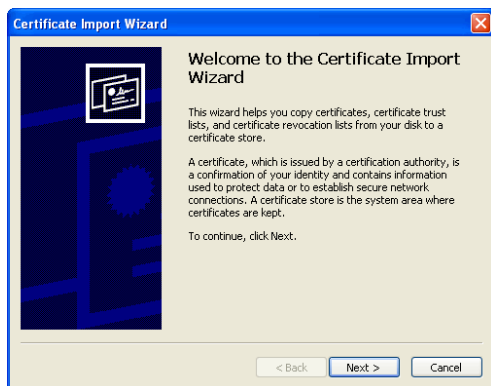 Certificate Import Wizard
Welcome to the Certificate Import
Wizard
This wizard helps you copy certificates, certificate trust
lists, and certificate revocation lists from your disk to a
certificate store.
A certificate, which is issued by a certification authority, is
a confirmation of your identity and contains information
used to protect data or to establish secure network
connections. A certificate store is the system area where
certificates are kept.
To continue, click Next.
< Back
Next >
Cancel